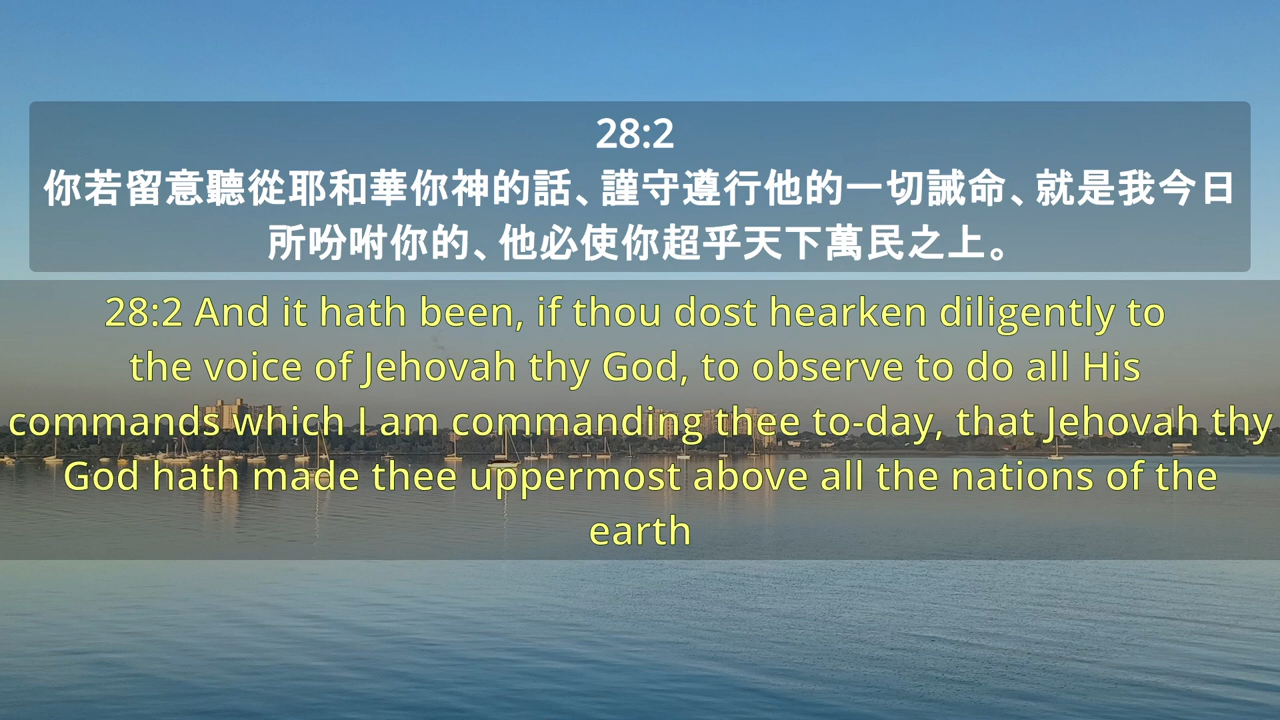 28:2
你若留意聽從耶和華你神的話、謹守遵行他的一切誡命、就是我今日
所吩咐你的、他必使你超乎天下萬民之上。
28:2 And it hath been, if thou dost hearken diligently to
the voice of Jehovah thy God, to observe to do all His
commands which I am commanding thee to-day, that Jehovah thy
God hath made thee uppermost above all the nations of the
earth